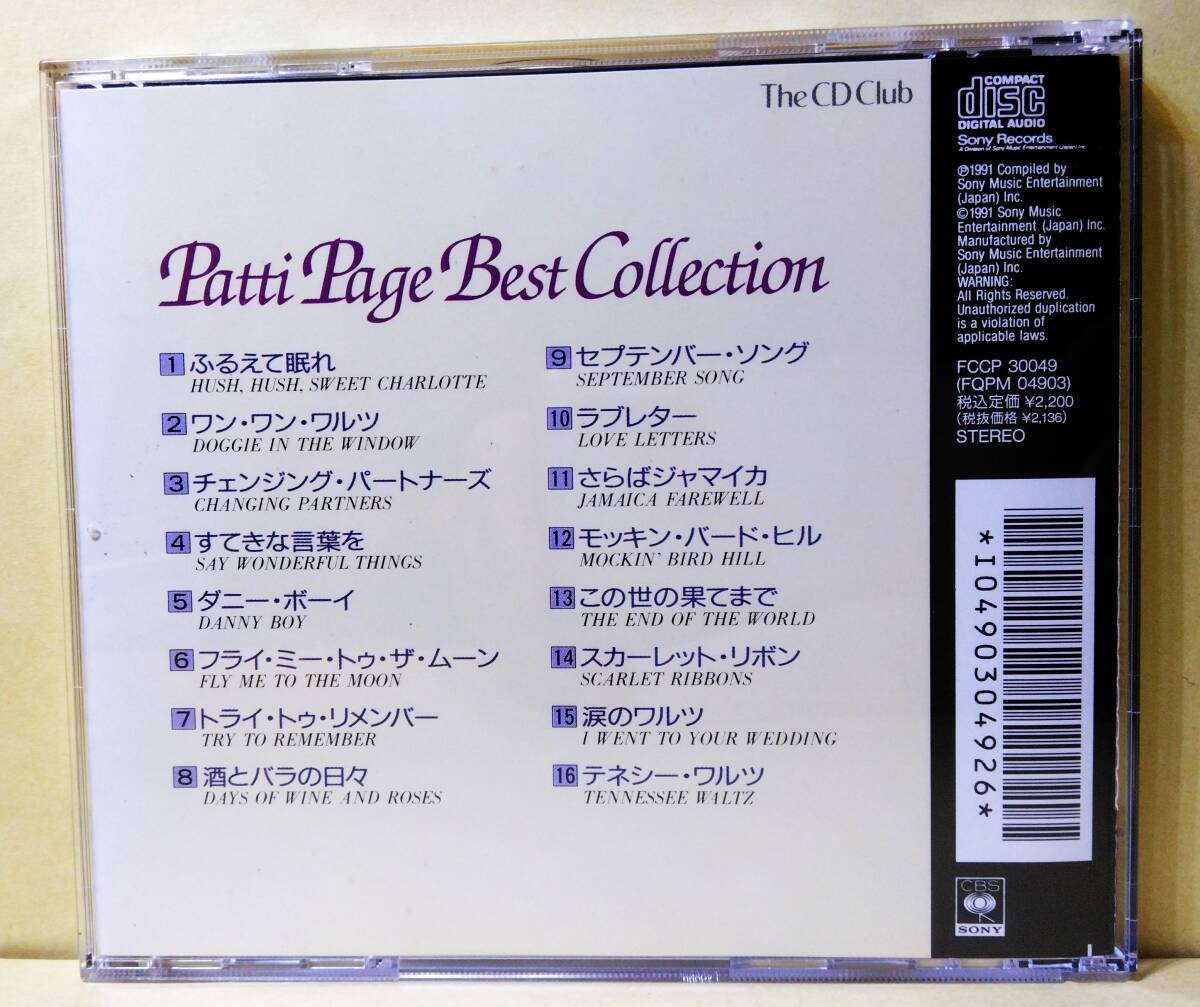 The CD Club
Patti Page Best Collection
1 ふるえて眠れ
HUSH, HUSH, SWEET CHARLOTTE
2 ワン・ワン・ワルツ
DOGGIE IN THE WINDOW
3 チェンジング・パートナーズ
CHANGING PARTNERS
4 すてきな言葉を
SAY WONDERFUL THINGS
5 ダニー・ボーイ
DANNY BOY
6 フライ・ミー・トゥ・ザ・ムーン
FLY ME TO THE MOON
7 トライ・トゥ・リメンバー
TRY TO REMEMBER
8 酒とバラの日々
DAYS OF WINE AND ROSES
9 セプテンバー・ソング
SEPTEMBER SONG
10 ラブレター
LOVE LETTERS
11 さらばジャマイカ
JAMAICA FAREWELL
12 モッキン・バード・ヒル
MOCKIN' BIRD HILL
13 この世の果てまで
THE END OF THE WORLD
14 スカーレット・リボン
SCARLET RIBBONS
15 涙のワルツ
I WENT TO YOUR WEDDING
16 テネシー・ワルツ
TENNESSEE WALTZ
COMPACT
disc
DIGITAL AUDIO
Sony Records
A Division of Sony Music Entertainment (Japan) Inc.
℗1991 Compiled by
Sony Music Entertainment
(Japan) Inc.
©1991 Sony Music
Entertainment (Japan) Inc.
Manufactured by
Sony Music Entertainment
(Japan) Inc.
WARNING:
All Rights Reserved.
Unauthorized duplication
is a violation of
applicable laws.
FCCP 30049
(FQPM 04903)
税込定価 ¥2,200
(税抜価格 ¥2,136)
STEREO
*I0490304926*
CBS
SONY